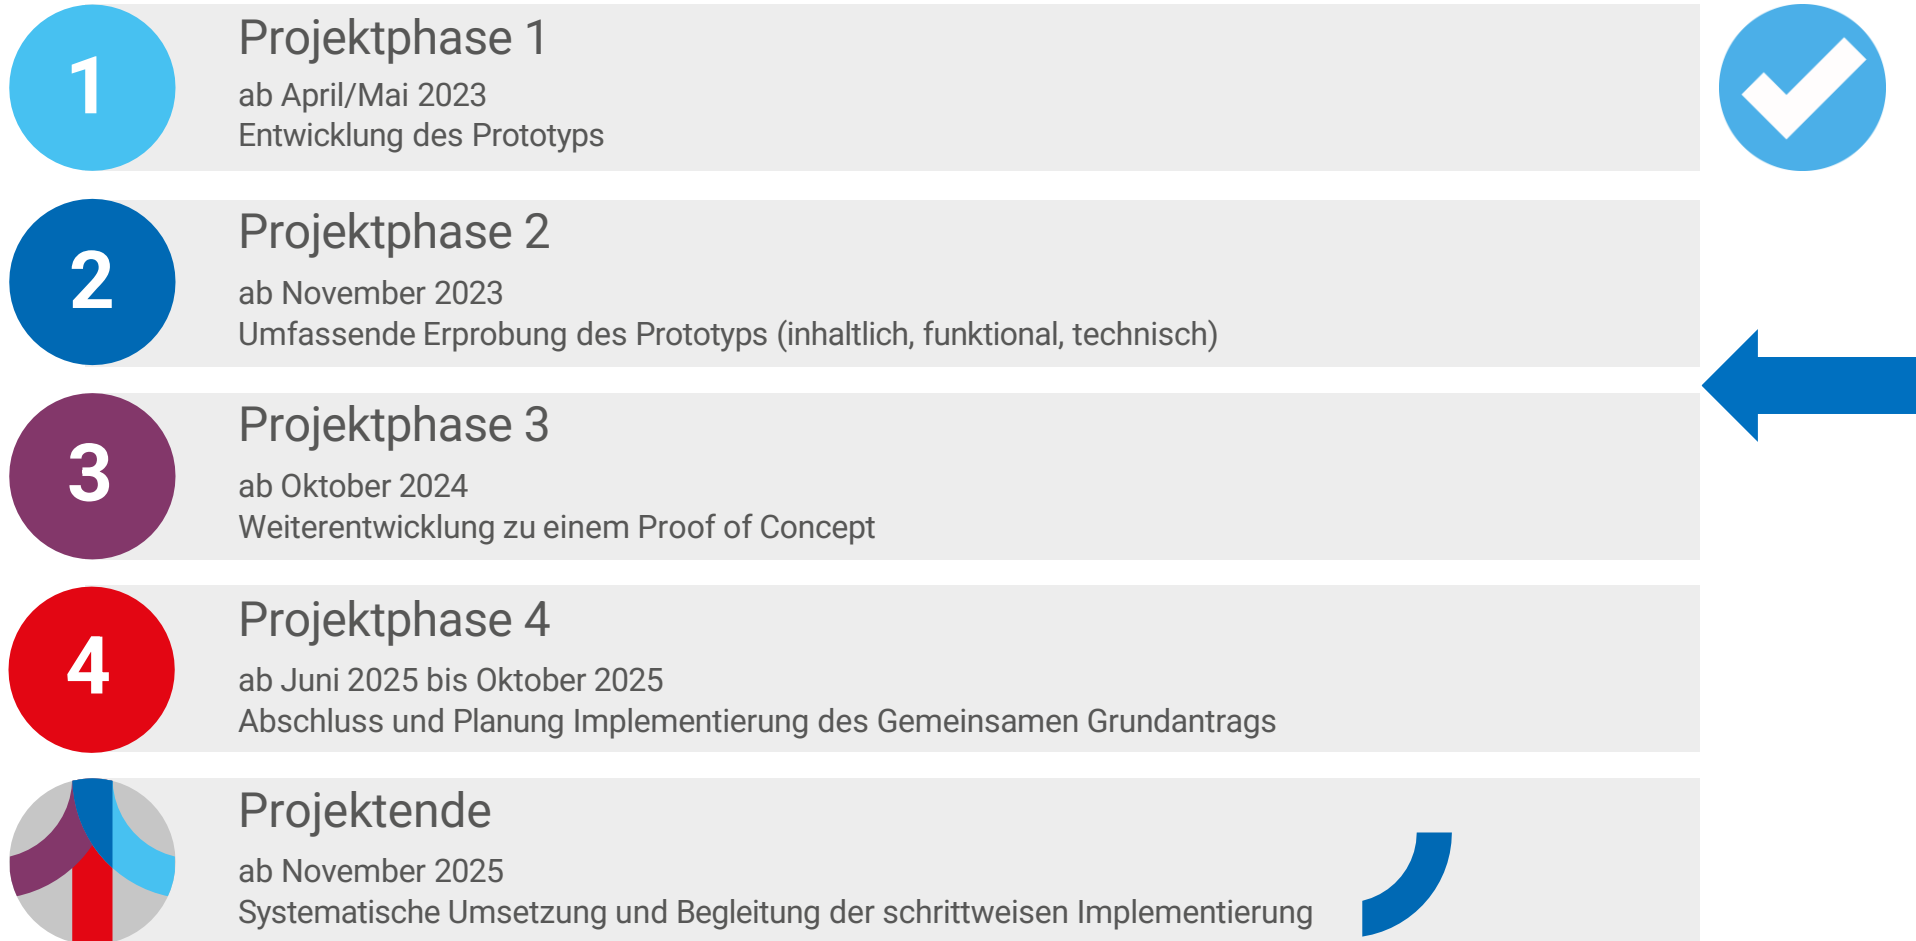 1
Projektphase 1
ab April/Mai 2023
Entwicklung des Prototyps
2
Projektphase 2
ab November 2023
Umfassende Erprobung des Prototyps (inhaltlich, funktional, technisch)
3
Projektphase 3
ab Oktober 2024
Weiterentwicklung zu einem Proof of Concept
4
Projektphase 4
ab Juni 2025 bis Oktober 2025
Abschluss und Planung Implementierung des Gemeinsamen Grundantrags
Projektende
ab November 2025
Systematische Umsetzung und Begleitung der schrittweisen Implementierung